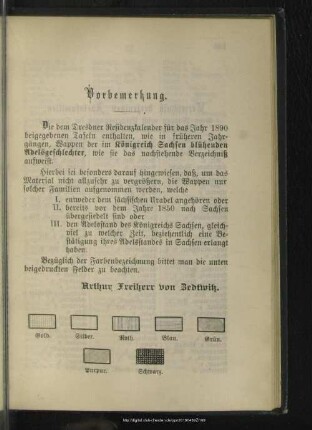 Vorbemerkung.
Die dem Dresdner Residenzkalender für das Jahr 1890
beigegebenen Tafeln enthalten, wie in früheren Jahr-
gängen, Wappen der im Königreich Sachsen blühenden
Adelsgeschlechter, wie sie das nachstehende Verzeichniß
aufweist.
Hierbei sei besonders darauf hingewiesen, daß, um das
Material nicht allzusehr zu vergrößern, die Wappen nur
solcher Familien aufgenommen werden, welche
I. entweder dem sächsischen Uradel angehören oder
II. bereits vor dem Jahre 1850 nach Sachsen
übergesiedelt sind oder
III. den Adelsstand des Königreichs Sachsen, gleich-
viel zu welcher Zeit, beziehentlich eine Be-
stätigung ihres Adelsstandes in Sachsen erlangt
haben.
Bezüglich der Farbenbezeichnung bittet man die unten
beigedruckten Felder zu beachten.
Arthur Freiherr von Zedtwitz.
Gold. Silber. Roth. Blau. Grün.
Purpur. Schwarz.